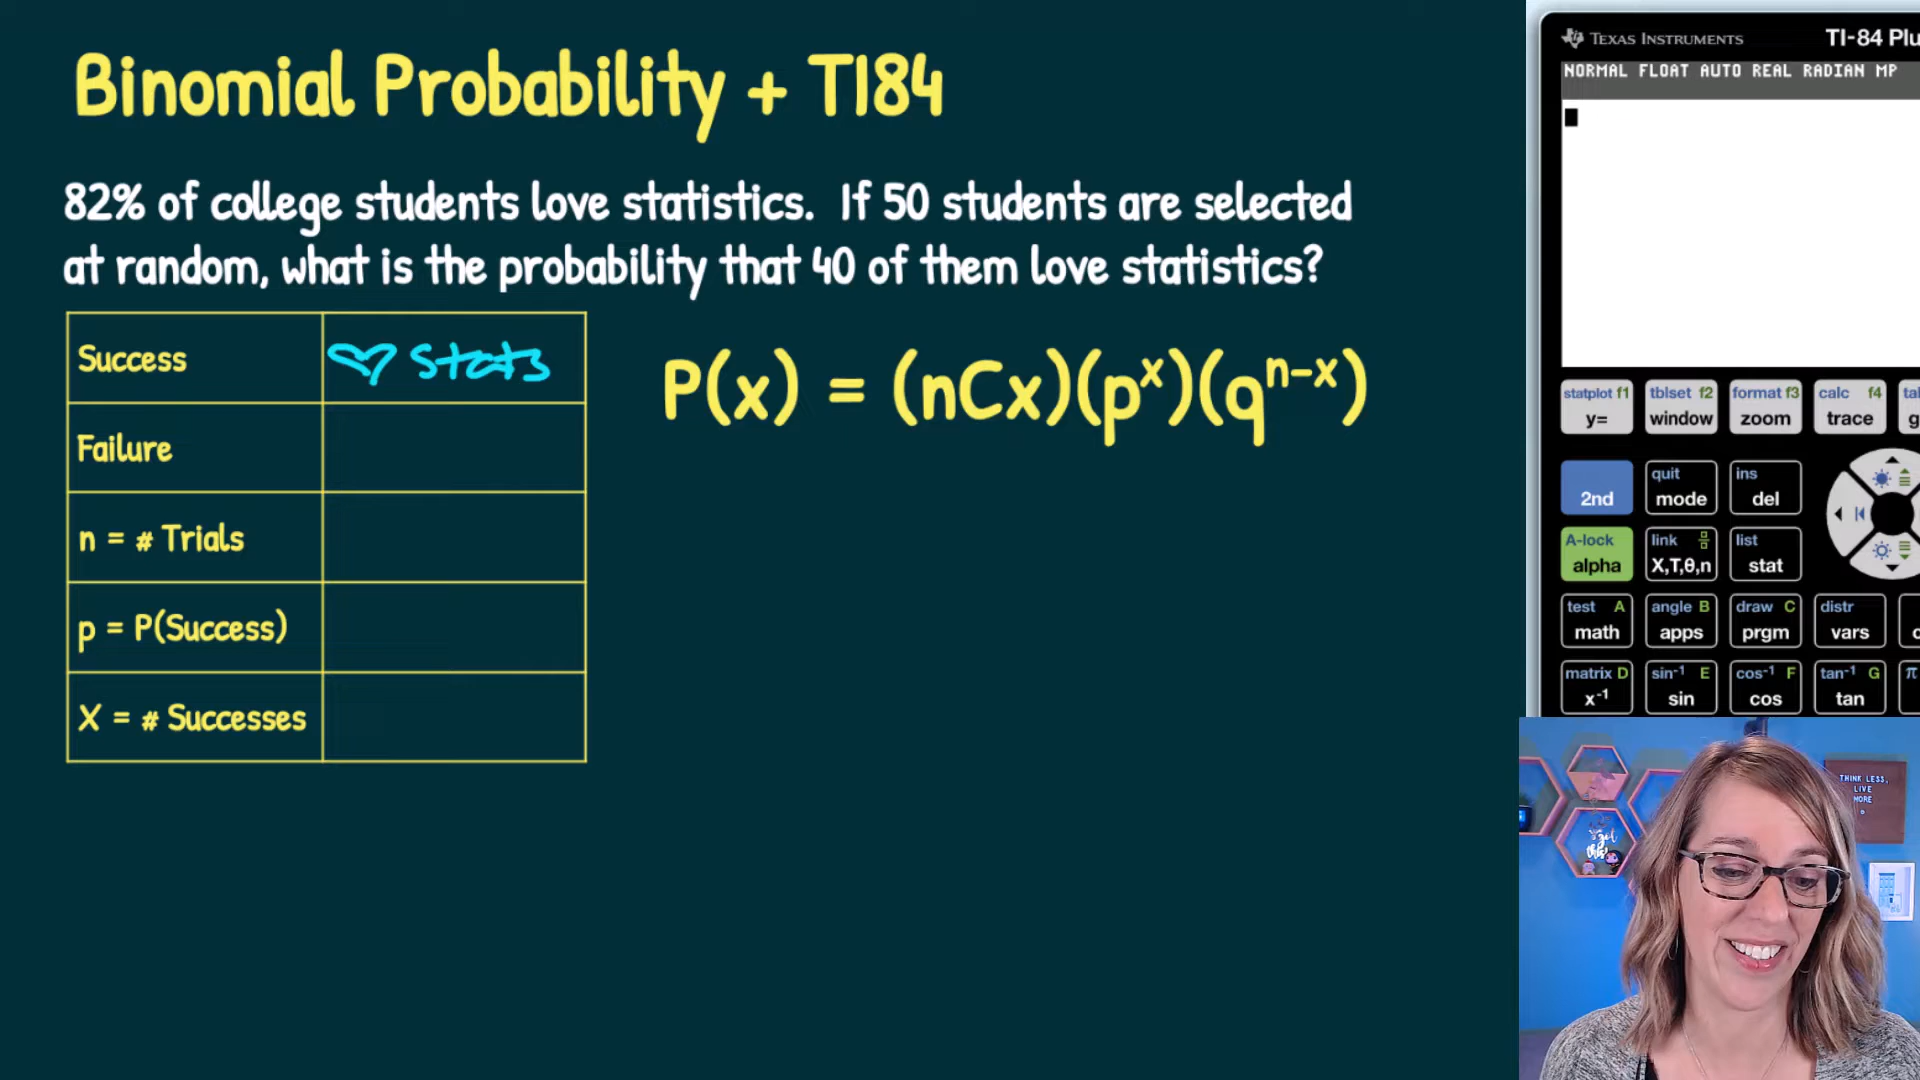 Binomial Probability + TI84
82% of college students love statistics. If 50 students are selected
at random, what is the probability that 40 of them love statistics?
Success ♡ Stats
Failure
n = # Trials
p = P(Success)
X = # Successes
P(x) = (nCx)(pˣ)(qⁿ⁻ˣ)
TEXAS INSTRUMENTS TI-84 Plu
NORMAL FLOAT AUTO REAL RADIAN MP
statplot f1 tblset f2 format f3 calc f4
y= window zoom trace
quit ins
2nd mode del
A-lock link list
alpha X,T,θ,n stat
test A angle B draw C distr
math apps prgm vars
matrix D sin⁻¹ E cos⁻¹ F tan⁻¹ G π
x⁻¹ sin cos tan
THINK LESS,
LIVE
MORE